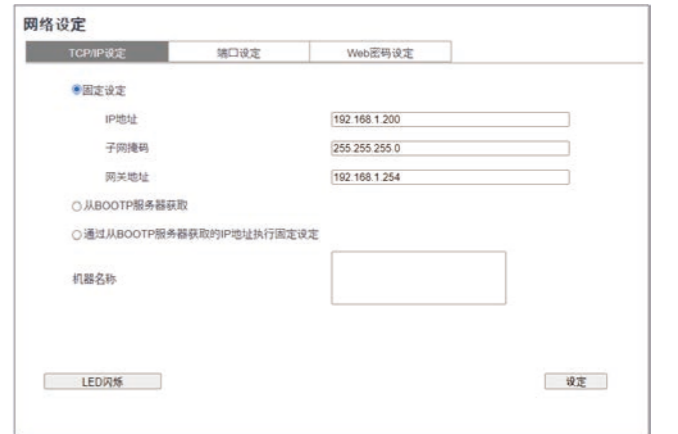 网络设定
TCP/IP设定 端口设定 Web密码设定
固定设定
IP地址 192.168.1.200
子网掩码 255.255.255.0
网关地址 192.168.1.254
从BOOTP服务器获取
通过从BOOTP服务器获取的IP地址执行固定设定
机器名称
LED闪烁 设定